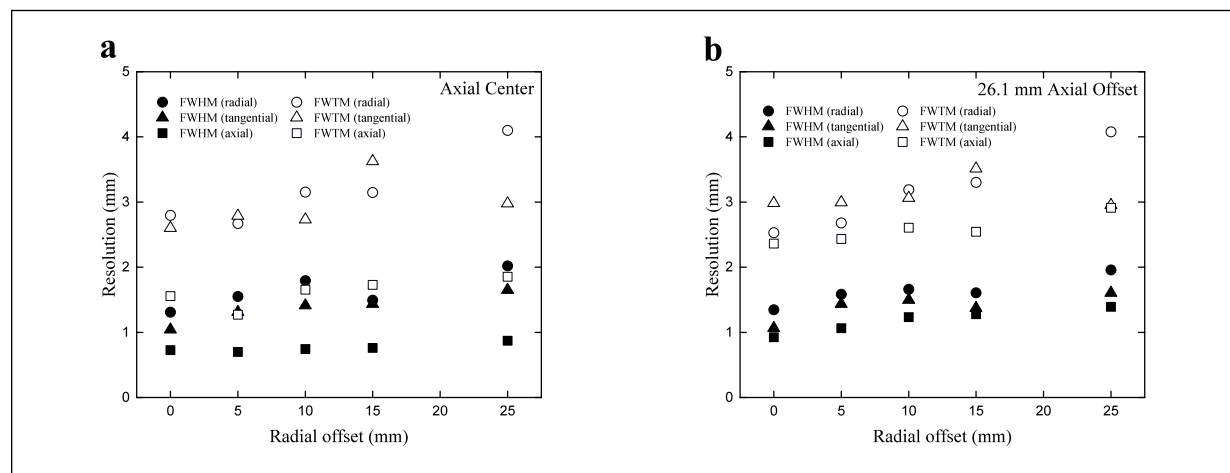 a
Axial Center
FWHM (radial) FWTM (radial)
FWHM (tangential) FWTM (tangential)
FWHM (axial) FWTM (axial)
Resolution (mm)
5
4
3
2
1
0
0 5 10 15 20 25
Radial offset (mm)
b
26.1 mm Axial Offset
FWHM (radial) FWTM (radial)
FWHM (tangential) FWTM (tangential)
FWHM (axial) FWTM (axial)
Resolution (mm)
5
4
3
2
1
0
0 5 10 15 20 25
Radial offset (mm)